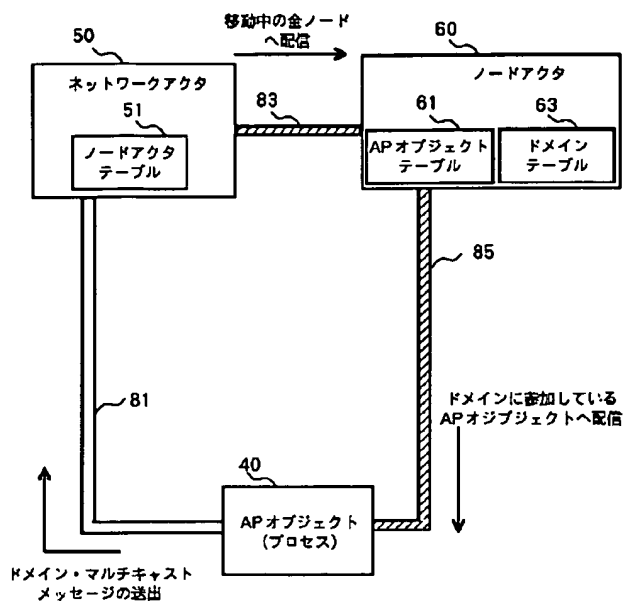 移動中の金ノード
へ配信
50
60
ネットワークアクタ
ノードアクタ
51
83
61
63
ノードアクタ
テーブル
APオブジェクト
テーブル
ドメイン
テーブル
85
81
ドメインに参加している
APオジブジェクトへ配信
40
APオブジェクト
(プロセス)
ドメイン・マルチキャスト
メッセージの送出